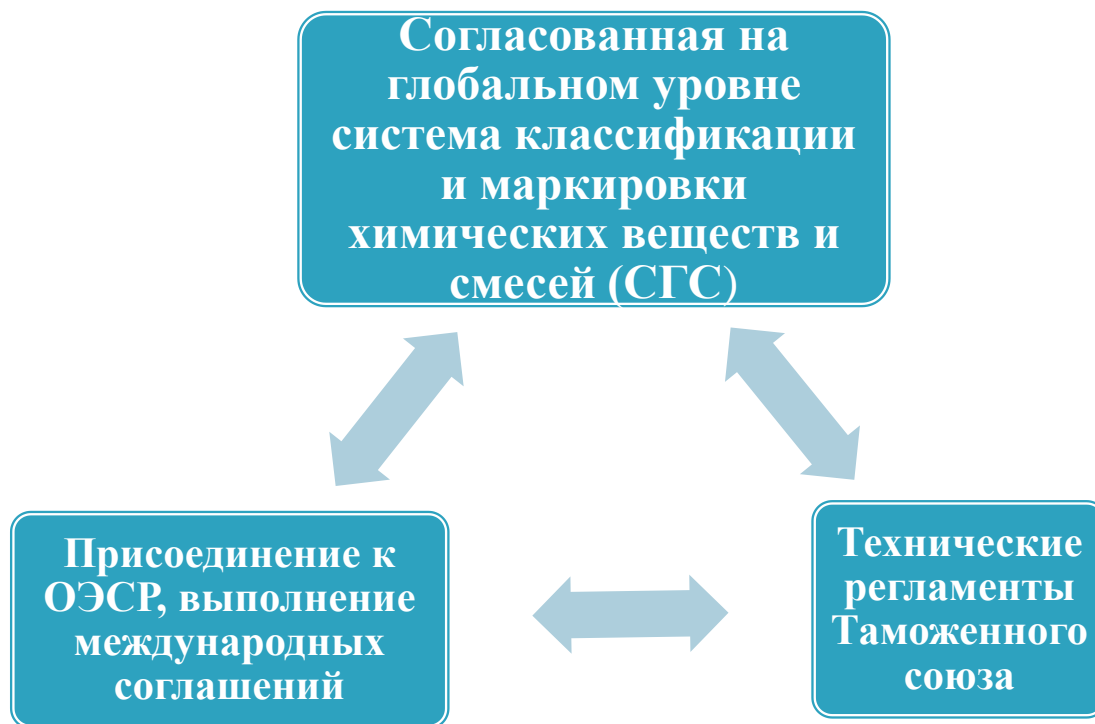 Согласованная на
глобальном уровне
система классификации
и маркировки
химических веществ и
смесей (СГС)
Присоединение к
ОЭСР, выполнение
международных
соглашений
Технические
регламенты
Таможенного
союза